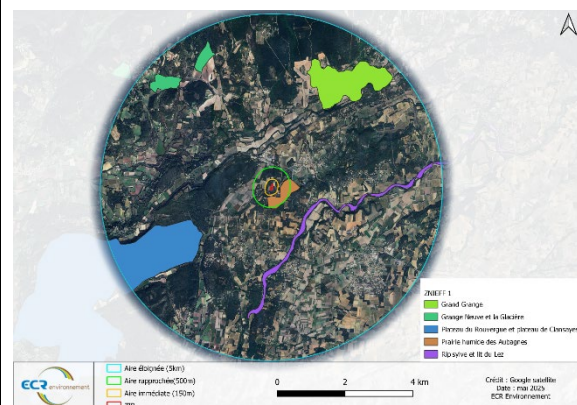 ZNIEFF 1
Grand Grange
Grange Neuve et la Glacière
Plateau du Rouvergue et plateau de Clansayes
Prairie humide des Aubagnes
Ripisylve et lit du Lez
ECR environnement
Aire éloignée (5km)
Aire rapprochée(500m)
Aire immédiate (150m)
ZIP
0 2 4 km
Crédit : Google satellite
Date : mai 2025
ECR Environnement